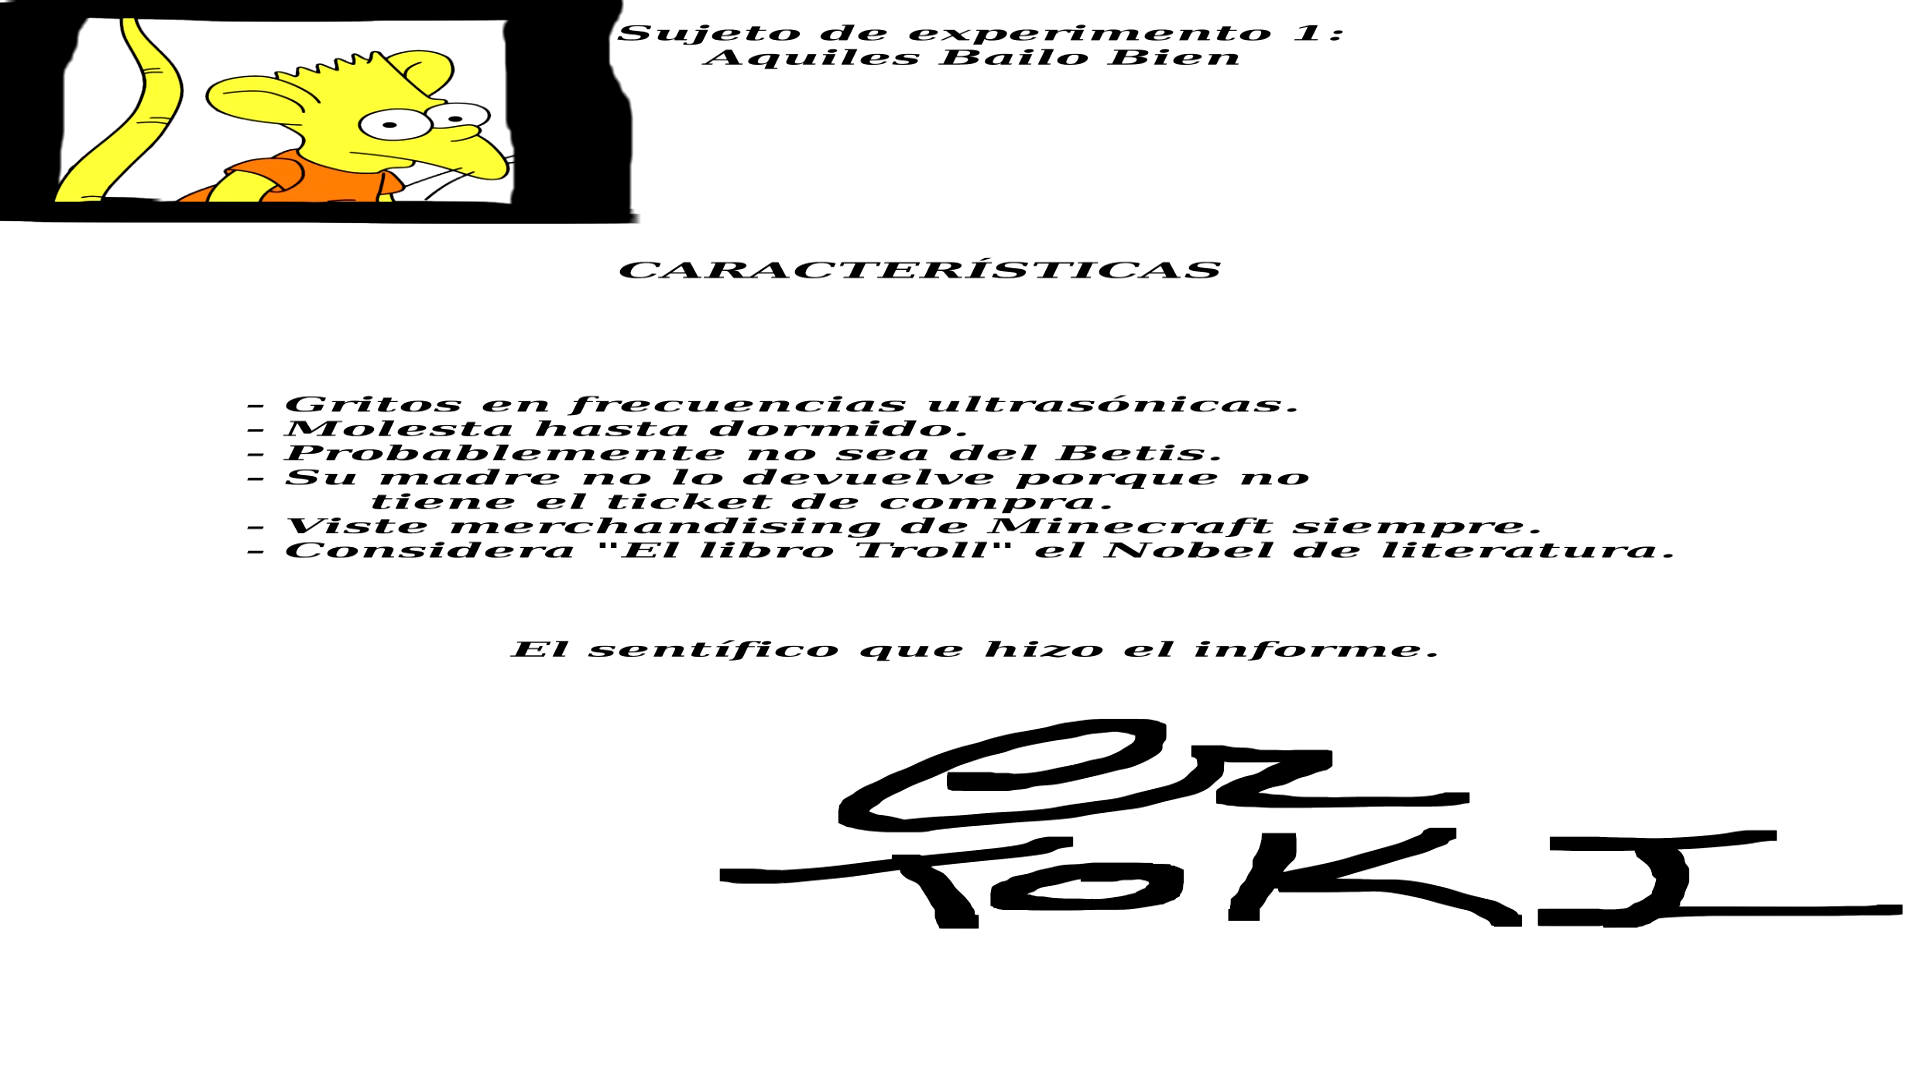 Sujeto de experimento 1:
Aquiles Bailo Bien
CARACTERÍSTICAS
- Gritos en frecuencias ultrasónicas.
- Molesta hasta dormido.
- Probablemente no sea del Betis.
- Su madre no lo devuelve porque no
tiene el ticket de compra.
- Viste merchandising de Minecraft siempre.
- Considera "El libro Troll" el Nobel de literatura.
El sentífico que hizo el informe.
er
ToKI